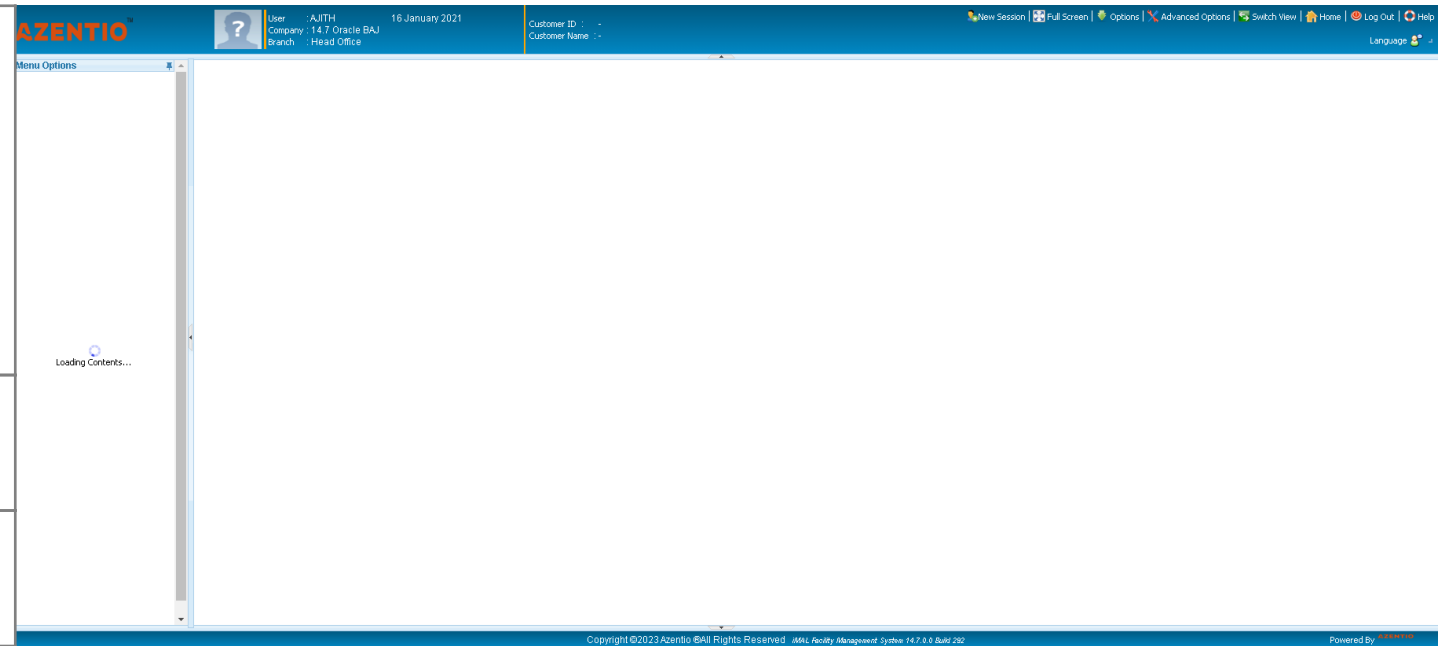 AZENTIO™
User : AJITH 16 January 2021
Company : 14.7 Oracle BAJ
Branch : Head Office
Customer ID : -
Customer Name : -
New Session | Full Screen | Options | Advanced Options | Switch View | Home | Log Out | Help
Language
Menu Options
Loading Contents...
Copyright ©2023 Azentio ®All Rights Reserved iMAL Facility Management System 14.7.0.0 Build 292
Powered By AZENTIO